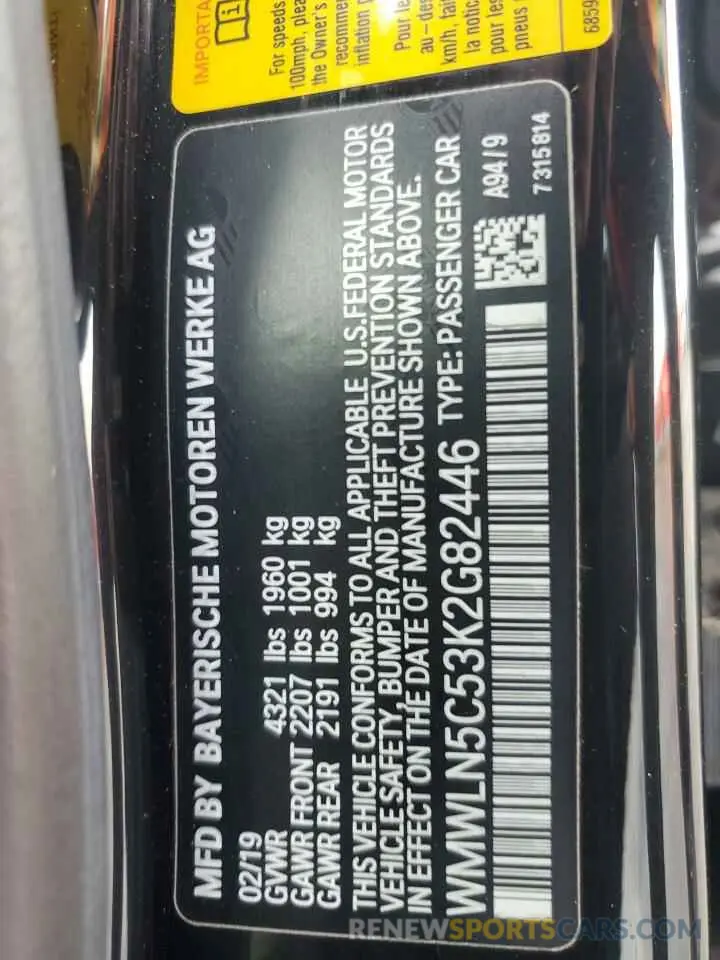 IMPORTA
For speeds
100mph, plea
the Owner's
recommen
inflation p
Pour le
au-des
km/h, fait
la notic
pour les
pneus
6859
MFD BY BAYERISCHE MOTOREN WERKE AG
02/19
GVWR 4321 lbs 1960 kg
GAWR FRONT 2207 lbs 1001 kg
GAWR REAR 2191 lbs 994 kg
THIS VEHICLE CONFORMS TO ALL APPLICABLE U.S.FEDERAL MOTOR
VEHICLE SAFETY, BUMPER AND THEFT PREVENTION STANDARDS
IN EFFECT ON THE DATE OF MANUFACTURE SHOWN ABOVE.
WMWLN5C53K2G82446 TYPE: PASSENGER CAR
A94/9
7315814
RENEWSPORTSCARS.COM